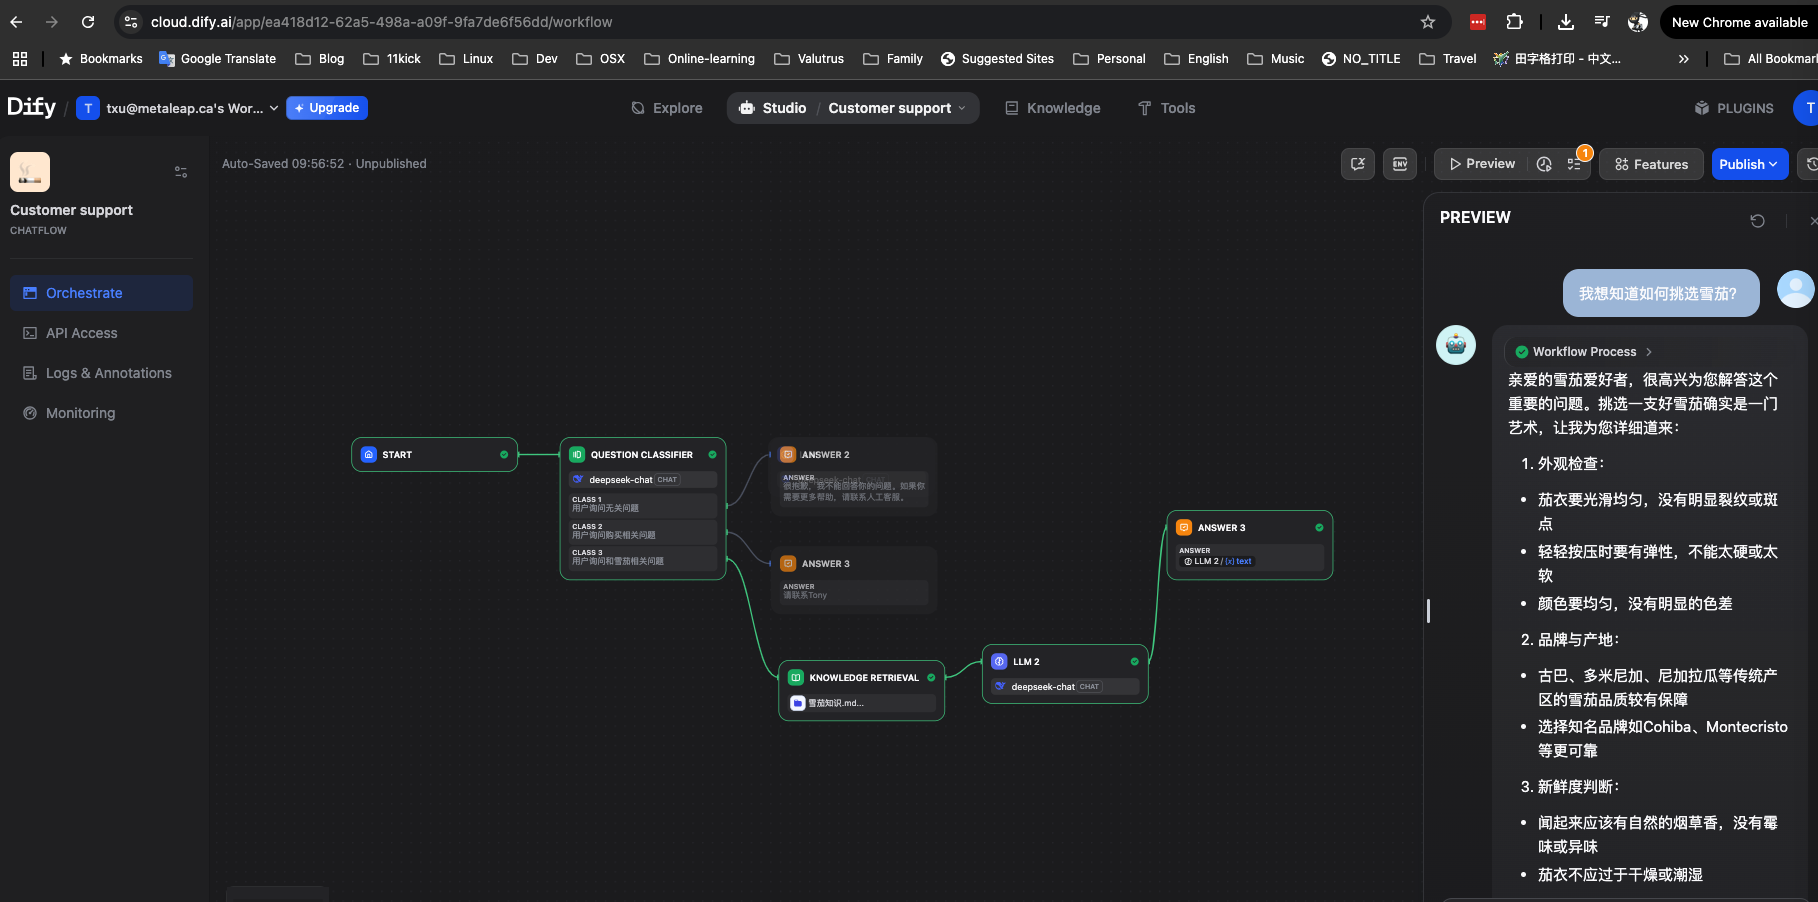 cloud.dify.ai/app/ea418d12-62a5-498a-a09f-9fa7de6f56dd/workflow
New Chrome available
Bookmarks
Google Translate
Blog
11kick
Linux
Dev
OSX
Online-learning
Valutrus
Family
Suggested Sites
Personal
English
Music
NO_TITLE
Travel
田字格打印 - 中文...
»
All Bookmar
Dify / T txu@metaleap.ca's Wor...
Upgrade
Explore
Studio / Customer support
Knowledge
Tools
PLUGINS
T
Customer support
CHATFLOW
Orchestrate
API Access
Logs & Annotations
Monitoring
Auto-Saved 09:56:52 · Unpublished
ENV
Preview
1
Features
Publish
START
QUESTION CLASSIFIER
deepseek-chat CHAT
CLASS 1
用户询问无关问题
CLASS 2
用户询问购买相关问题
CLASS 3
用户询问和雪茄相关问题
ANSWER 2
ANSWER
很抱歉，我不能回答你的问题。如果你
需要更多帮助，请联系人工客服。
ANSWER 3
ANSWER
请联系Tony
KNOWLEDGE RETRIEVAL
雪茄知识.md...
LLM 2
deepseek-chat CHAT
ANSWER 3
ANSWER
LLM 2 / {x} text
PREVIEW
我想知道如何挑选雪茄？
Workflow Process
亲爱的雪茄爱好者，很高兴为您解答这个
重要的问题。挑选一支好雪茄确实是一门
艺术，让我为您详细道来：
1. 外观检查：
• 茄衣要光滑均匀，没有明显裂纹或斑
点
• 轻轻按压时要有弹性，不能太硬或太
软
• 颜色要均匀，没有明显的色差
2. 品牌与产地：
• 古巴、多米尼加、尼加拉瓜等传统产
区的雪茄品质较有保障
• 选择知名品牌如Cohiba、Montecristo
等更可靠
3. 新鲜度判断：
• 闻起来应该有自然的烟草香，没有霉
味或异味
• 茄衣不应过于干燥或潮湿